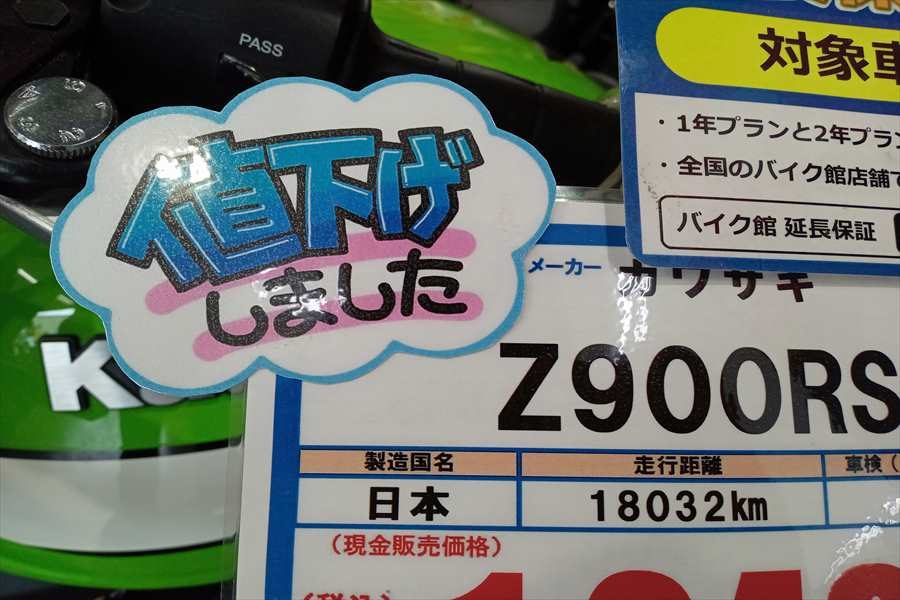 PASS
値下げ
しました
対象車
・1年プランと2年プラン
・全国のバイク館店舗で
バイク館 延長保証
メーカー カワサキ
Z900RS
製造国名 走行距離 車検（
日本 18032km
（現金販売価格）
（税込）